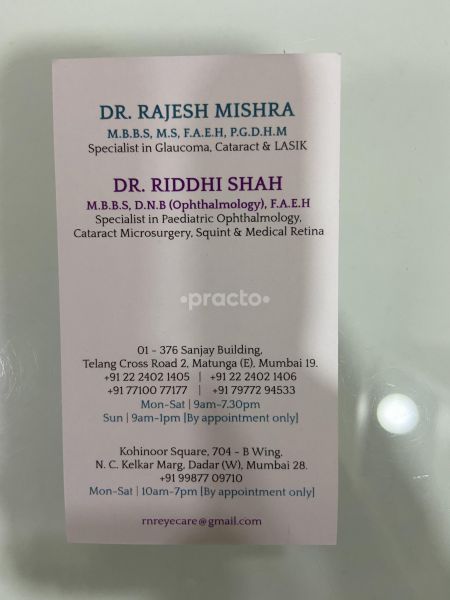 DR. RAJESH MISHRA
M.B.B.S, M.S, F.A.E.H, P.G.D.H.M
Specialist in Glaucoma, Cataract & LASIK
DR. RIDDHI SHAH
M.B.B.S, D.N.B (Ophthalmology), F.A.E.H
Specialist in Paediatric Ophthalmology,
Cataract Microsurgery, Squint & Medical Retina
•practo•
01 - 376 Sanjay Building,
Telang Cross Road 2, Matunga (E), Mumbai 19.
+91 22 2402 1405 | +91 22 2402 1406
+91 77100 77177 | +91 79772 94533
Mon-Sat | 9am-7.30pm
Sun | 9am-1pm [By appointment only]
Kohinoor Square, 704 - B Wing,
N. C. Kelkar Marg, Dadar (W), Mumbai 28.
+91 99877 09710
Mon-Sat | 10am-7pm [By appointment only]
rnreyecare@gmail.com